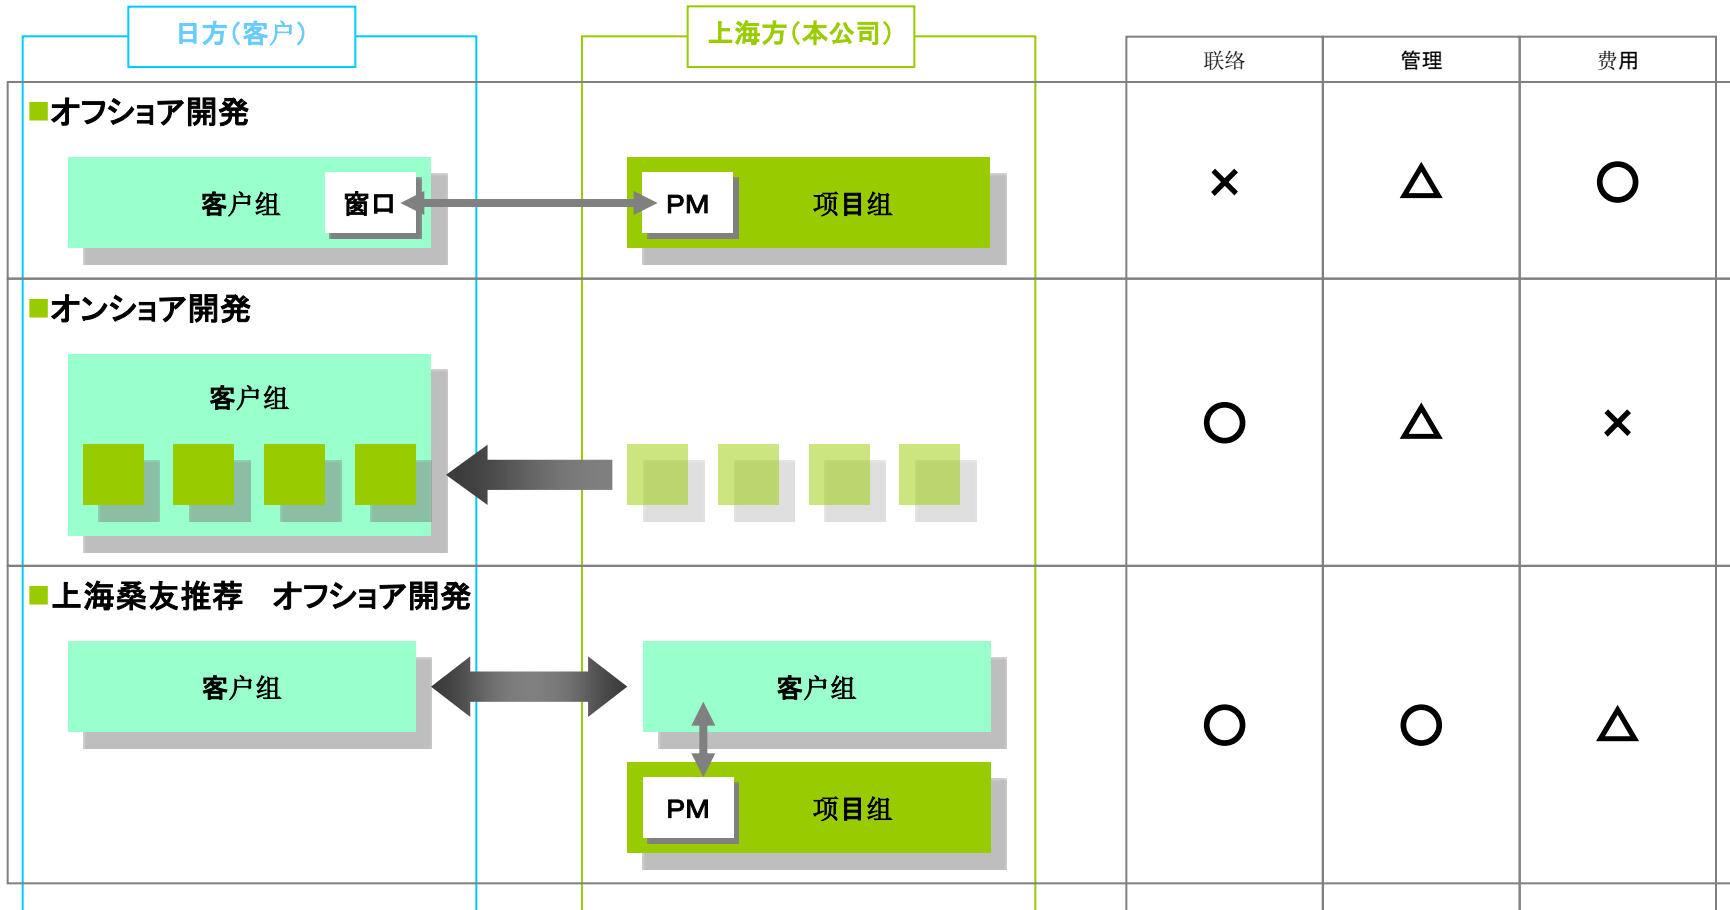 日方（客户）
上海方（本公司）
联络 管理 费用
■オフショア開発
客户组 窗口 PM 项目组
× △ ○
■オンショア開発
客户组
○ △ ×
■上海桑友推荐　オフショア開発
客户组 客户组
○ ○ △
PM 项目组